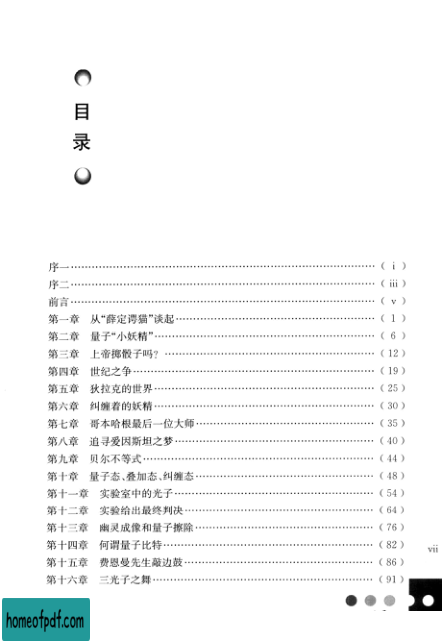 目
录
序一……………………………………………………（ i ）
序二……………………………………………………（ iii ）
前言……………………………………………………（ v ）
第一章 从“薛定谔猫”谈起…………………………（ 1 ）
第二章 量子“小妖精”………………………………（ 6 ）
第三章 上帝掷骰子吗？………………………………（ 12 ）
第四章 世纪之争………………………………………（ 19 ）
第五章 狄拉克的世界…………………………………（ 25 ）
第六章 纠缠着的妖精…………………………………（ 30 ）
第七章 哥本哈根最后一位大师………………………（ 35 ）
第八章 追寻爱因斯坦之梦……………………………（ 40 ）
第九章 贝尔不等式……………………………………（ 44 ）
第十章 量子态、叠加态、纠缠态……………………（ 48 ）
第十一章 实验室中的光子……………………………（ 54 ）
第十二章 实验给出最终判决…………………………（ 64 ）
第十三章 幽灵成像和量子擦除………………………（ 76 ）
第十四章 何谓量子比特………………………………（ 82 ）
第十五章 费恩曼先生敲边鼓…………………………（ 86 ）
第十六章 三光子之舞…………………………………（ 91 ）
vii
homeofpdf.com